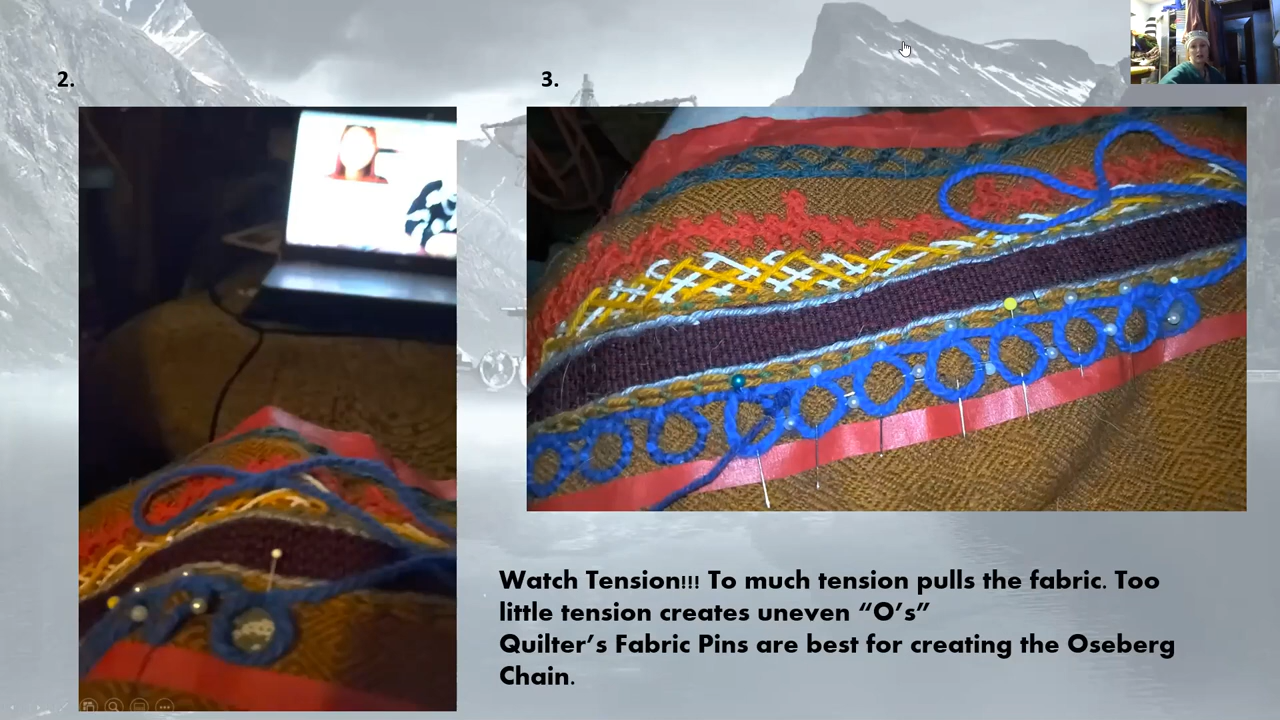 2.
3.
Watch Tension!!! To much tension pulls the fabric. Too
little tension creates uneven “O’s”
Quilter’s Fabric Pins are best for creating the Oseberg
Chain.